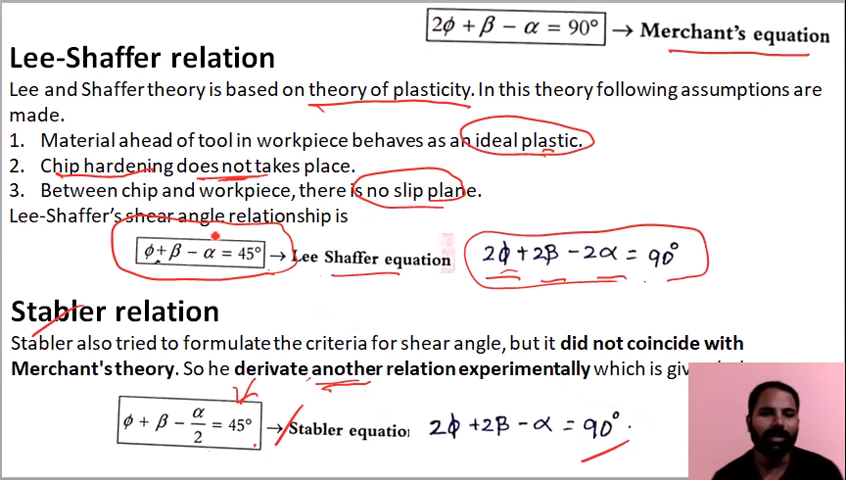 2ϕ + β − α = 90° → Merchant's equation
Lee-Shaffer relation
Lee and Shaffer theory is based on theory of plasticity. In this theory following assumptions are
made.
1. Material ahead of tool in workpiece behaves as an ideal plastic.
2. Chip hardening does not takes place.
3. Between chip and workpiece, there is no slip plane.
Lee-Shaffer's shear angle relationship is
ϕ + β − α = 45° → Lee Shaffer equation 2ϕ + 2β − 2α = 90°
Stabler relation
Stabler also tried to formulate the criteria for shear angle, but it did not coincide with
Merchant's theory. So he derivate another relation experimentally which is
ϕ + β − α/2 = 45° → Stabler 2ϕ + 2β − α = 90°.